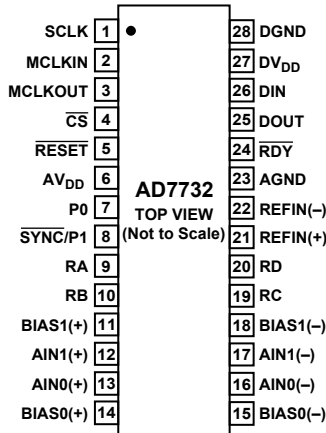 SCLK 1 28 DGND
MCLKIN 2 27 DVDD
MCLKOUT 3 26 DIN
CS 4 25 DOUT
RESET 5 24 RDY
AVDD 6 23 AGND
AD7732
P0 7 22 REFIN(–)
TOP VIEW
SYNC/P1 8 (Not to Scale) 21 REFIN(+)
RA 9 20 RD
RB 10 19 RC
BIAS1(+) 11 18 BIAS1(–)
AIN1(+) 12 17 AIN1(–)
AIN0(+) 13 16 AIN0(–)
BIAS0(+) 14 15 BIAS0(–)